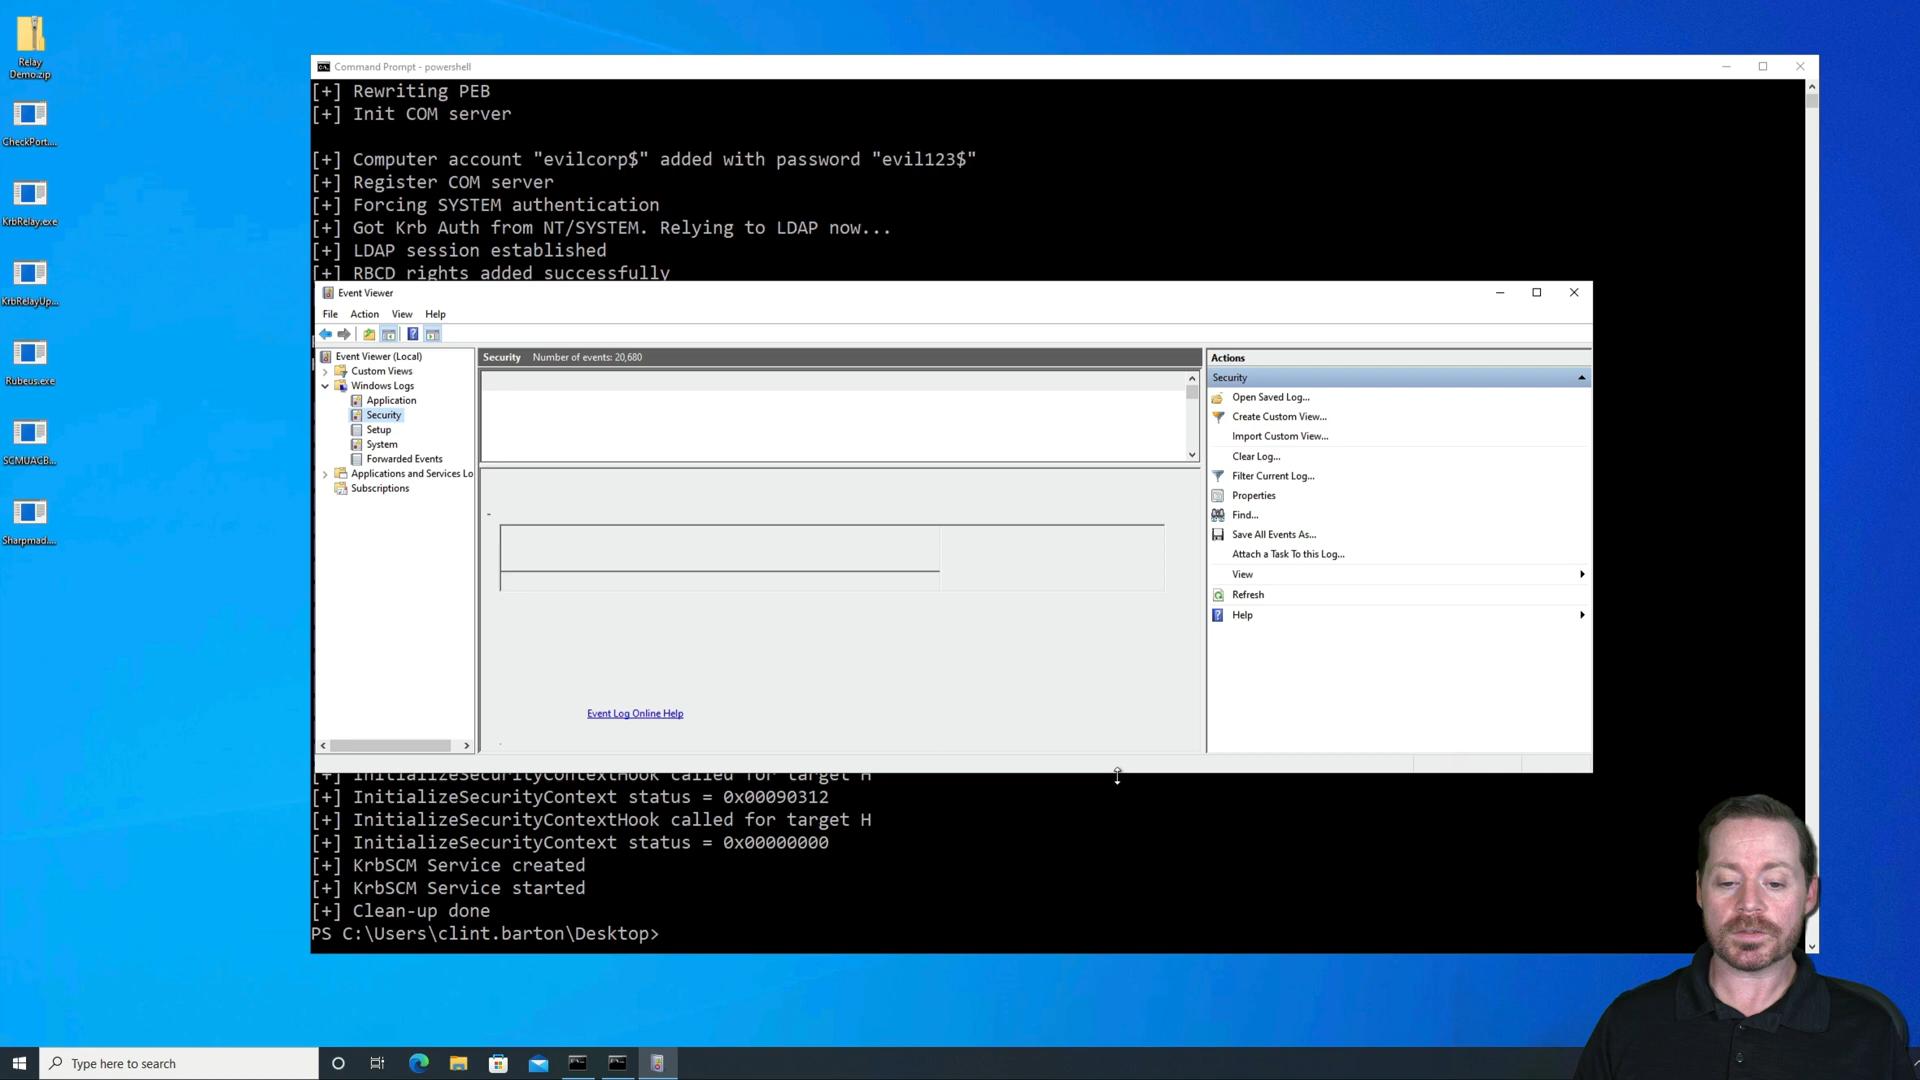 Relay
Demo.zip
CheckPort....
KrbRelay.exe
KrbRelayUp...
Rubeus.exe
SCMUACB...
Sharpmad....
Command Prompt - powershell
[+] Rewriting PEB
[+] Init COM server
[+] Computer account "evilcorp$" added with password "evil123$"
[+] Register COM server
[+] Forcing SYSTEM authentication
[+] Got Krb Auth from NT/SYSTEM. Relying to LDAP now...
[+] LDAP session established
[+] RBCD rights added successfully
Event Viewer
File Action View Help
Event Viewer (Local)
Custom Views
Windows Logs
Application
Security
Setup
System
Forwarded Events
Applications and Services Lo
Subscriptions
Security Number of events: 20,680
Event Log Online Help
Actions
Security
Open Saved Log...
Create Custom View...
Import Custom View...
Clear Log...
Filter Current Log...
Properties
Find...
Save All Events As...
Attach a Task To this Log...
View
Refresh
Help
[+] InitializeSecurityContextHook called for target H
[+] InitializeSecurityContext status = 0x00090312
[+] InitializeSecurityContextHook called for target H
[+] InitializeSecurityContext status = 0x00000000
[+] KrbSCM Service created
[+] KrbSCM Service started
[+] Clean-up done
PS C:\Users\clint.barton\Desktop>
Type here to search